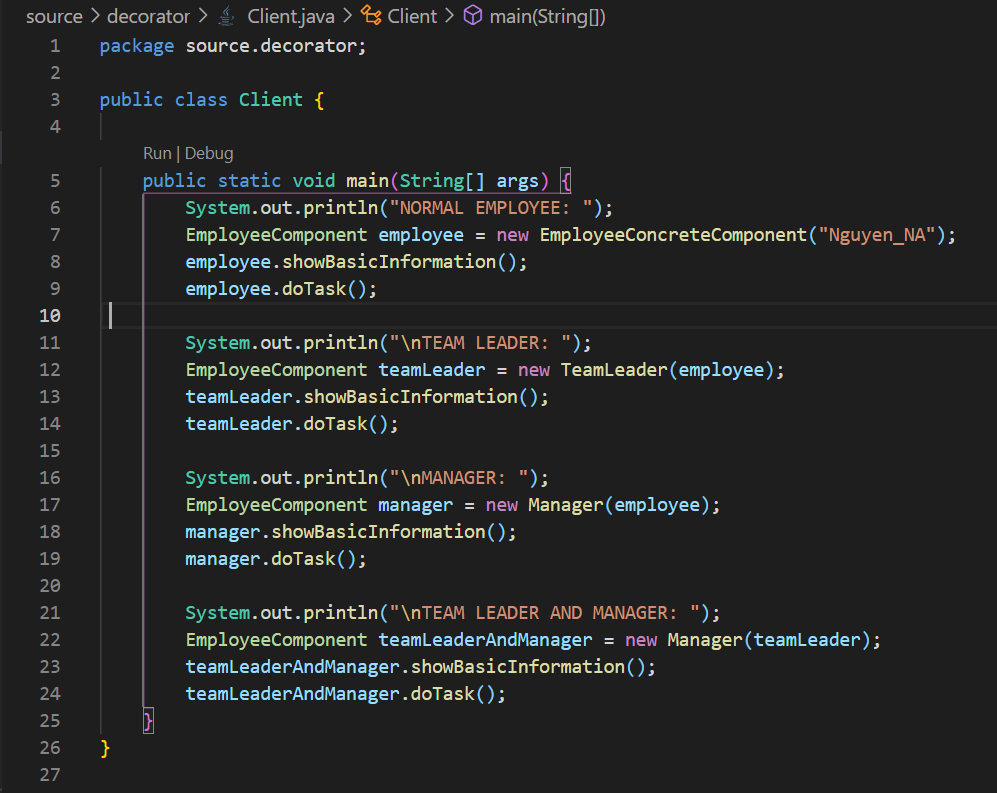 source > decorator > Client.java > Client > main(String[])
1 package source.decorator;
2
3 public class Client {
4
Run | Debug
5 public static void main(String[] args) {
6 System.out.println("NORMAL EMPLOYEE: ");
7 EmployeeComponent employee = new EmployeeConcreteComponent("Nguyen_NA");
8 employee.showBasicInformation();
9 employee.doTask();
10
11 System.out.println("\nTEAM LEADER: ");
12 EmployeeComponent teamLeader = new TeamLeader(employee);
13 teamLeader.showBasicInformation();
14 teamLeader.doTask();
15
16 System.out.println("\nMANAGER: ");
17 EmployeeComponent manager = new Manager(employee);
18 manager.showBasicInformation();
19 manager.doTask();
20
21 System.out.println("\nTEAM LEADER AND MANAGER: ");
22 EmployeeComponent teamLeaderAndManager = new Manager(teamLeader);
23 teamLeaderAndManager.showBasicInformation();
24 teamLeaderAndManager.doTask();
25 }
26 }
27